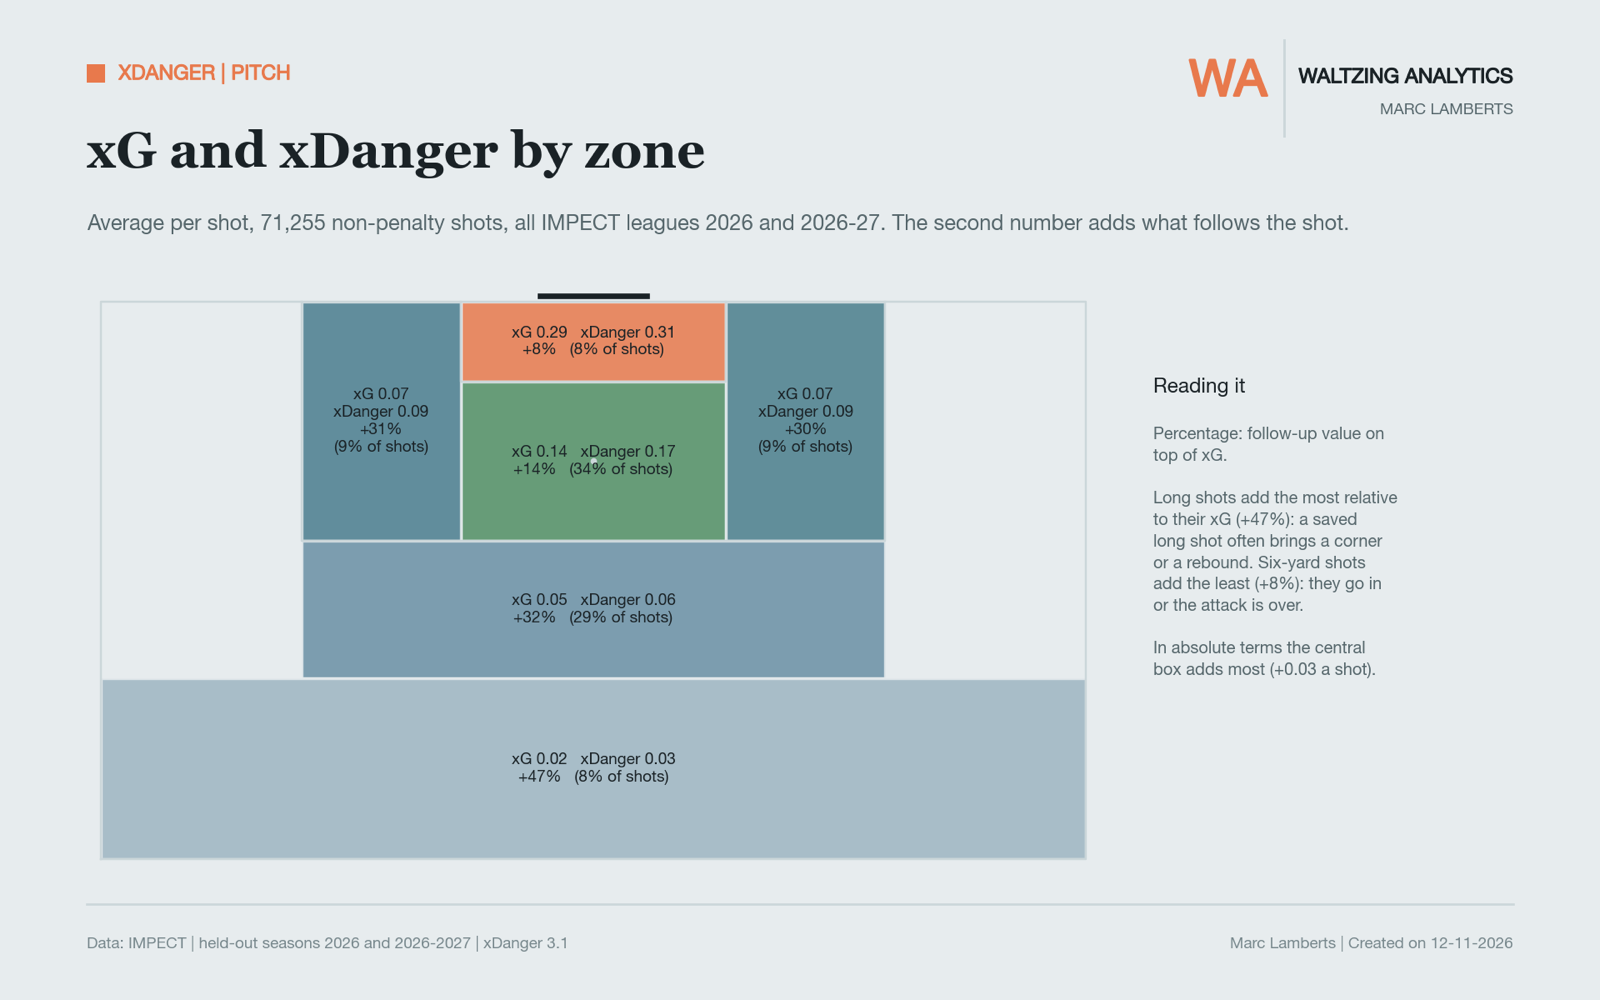 XDANGER | PITCH
WA
WALTZING ANALYTICS
MARC LAMBERTS
xG and xDanger by zone
Average per shot, 71,255 non-penalty shots, all IMPECT leagues 2026 and 2026-27. The second number adds what follows the shot.
xG 0.29 xDanger 0.31
+8% (8% of shots)
xG 0.07
xDanger 0.09
+31%
(9% of shots)
xG 0.14 xDanger 0.17
+14% (34% of shots)
xG 0.07
xDanger 0.09
+30%
(9% of shots)
xG 0.05 xDanger 0.06
+32% (29% of shots)
xG 0.02 xDanger 0.03
+47% (8% of shots)
Reading it
Percentage: follow-up value on
top of xG.
Long shots add the most relative
to their xG (+47%): a saved
long shot often brings a corner
or a rebound. Six-yard shots
add the least (+8%): they go in
or the attack is over.
In absolute terms the central
box adds most (+0.03 a shot).
Data: IMPECT | held-out seasons 2026 and 2026-2027 | xDanger 3.1
Marc Lamberts | Created on 12-11-2026